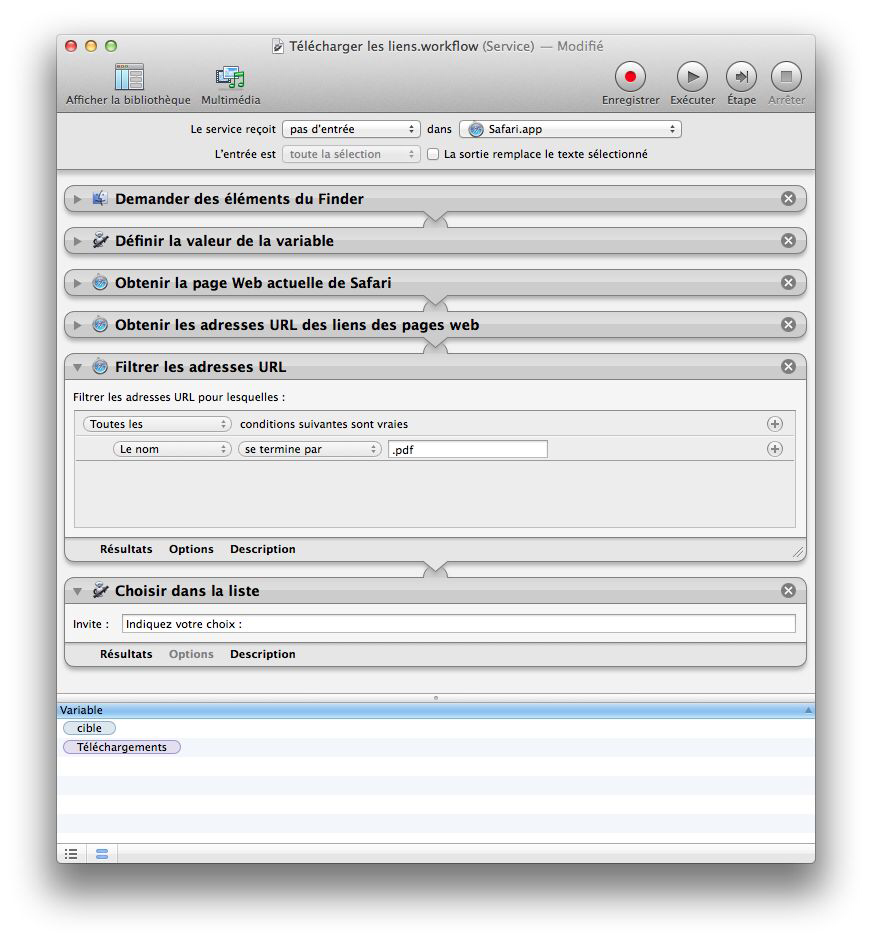 Télécharger les liens.workflow (Service) — Modifié
Afficher la bibliothèque Multimédia Enregistrer Exécuter Étape Arrêter
Le service reçoit pas d'entrée dans Safari.app
L'entrée est toute la sélection La sortie remplace le texte sélectionné
Demander des éléments du Finder
Définir la valeur de la variable
Obtenir la page Web actuelle de Safari
Obtenir les adresses URL des liens des pages web
Filtrer les adresses URL
Filtrer les adresses URL pour lesquelles :
Toutes les conditions suivantes sont vraies
Le nom se termine par .pdf
Résultats Options Description
Choisir dans la liste
Invite : Indiquez votre choix :
Résultats Options Description
Variable
cible
Téléchargements